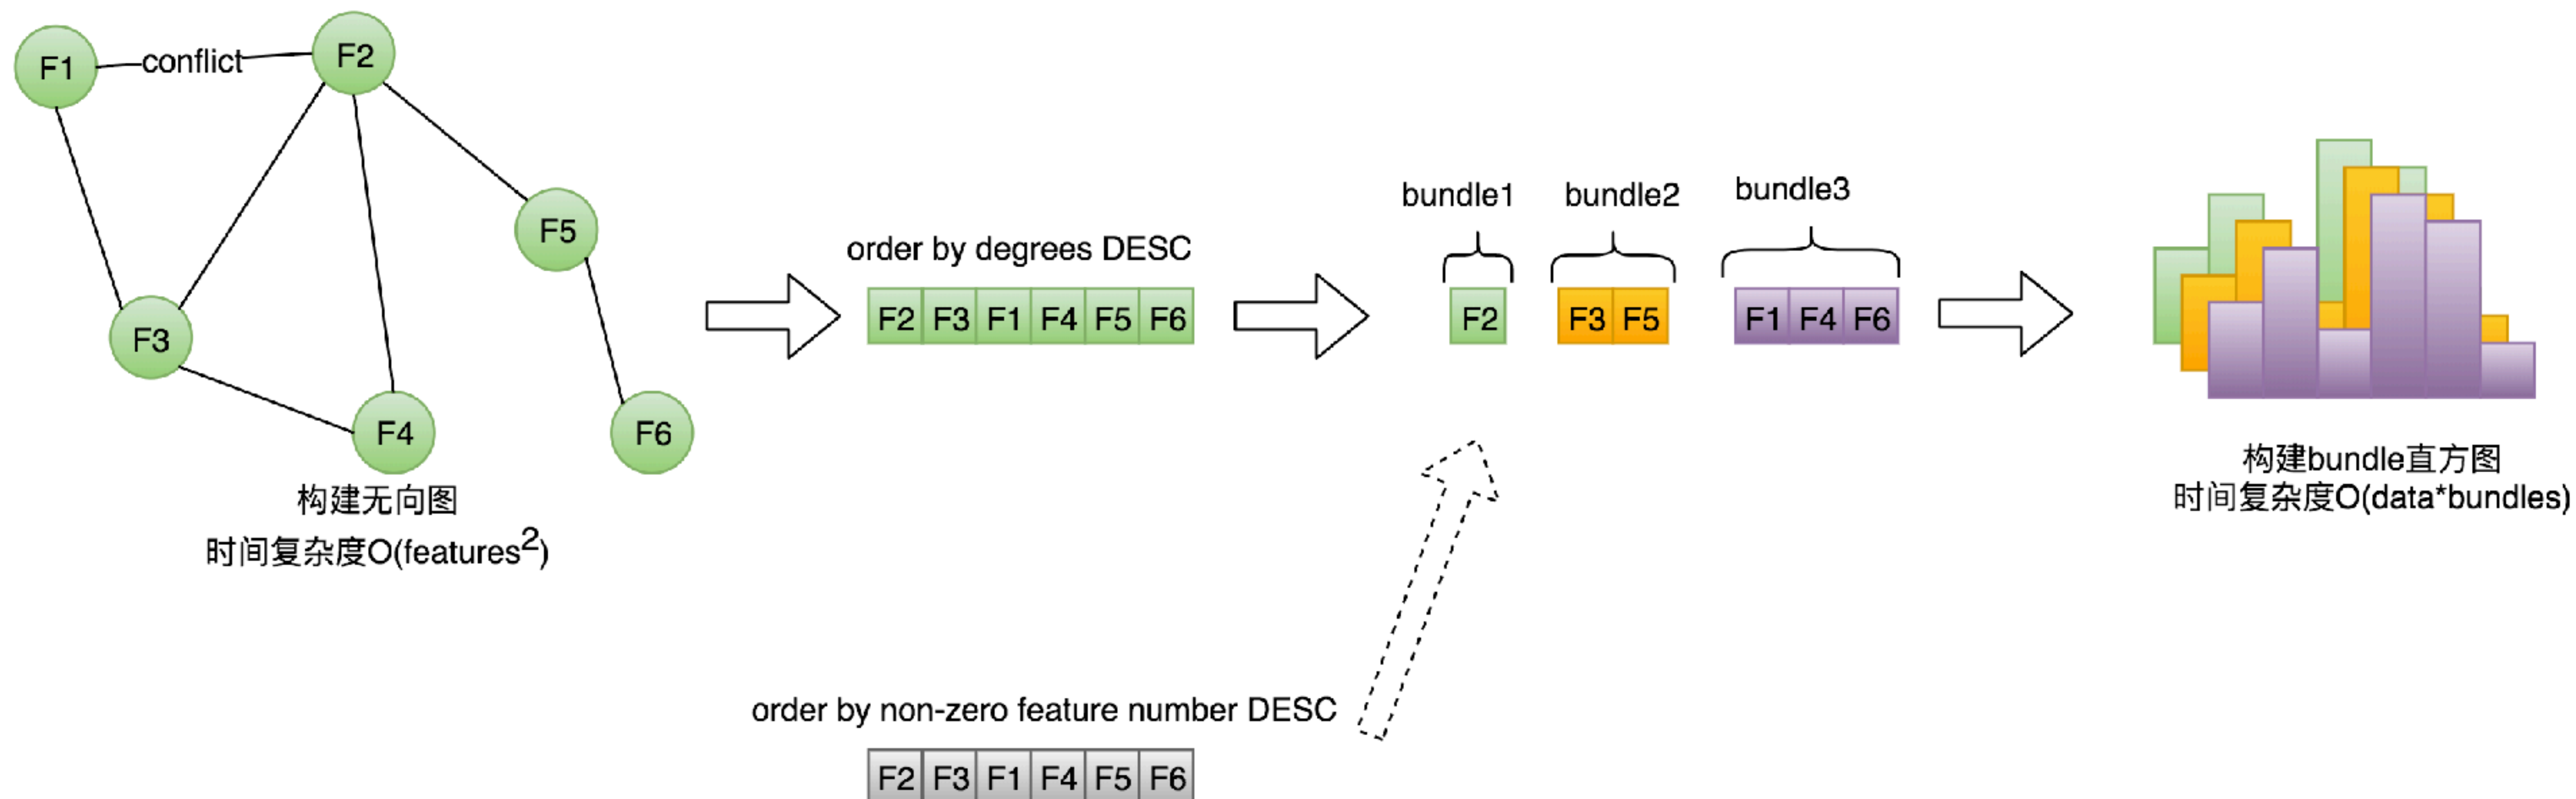 F1
conflict
F2
F5
F3
F4
F6
构建无向图
时间复杂度O(features2)
order by degrees DESC
F2 F3 F1 F4 F5 F6
bundle1 bundle2 bundle3
F2 F3 F5 F1 F4 F6
构建bundle直方图
时间复杂度O(data*bundles)
order by non-zero feature number DESC
F2 F3 F1 F4 F5 F6